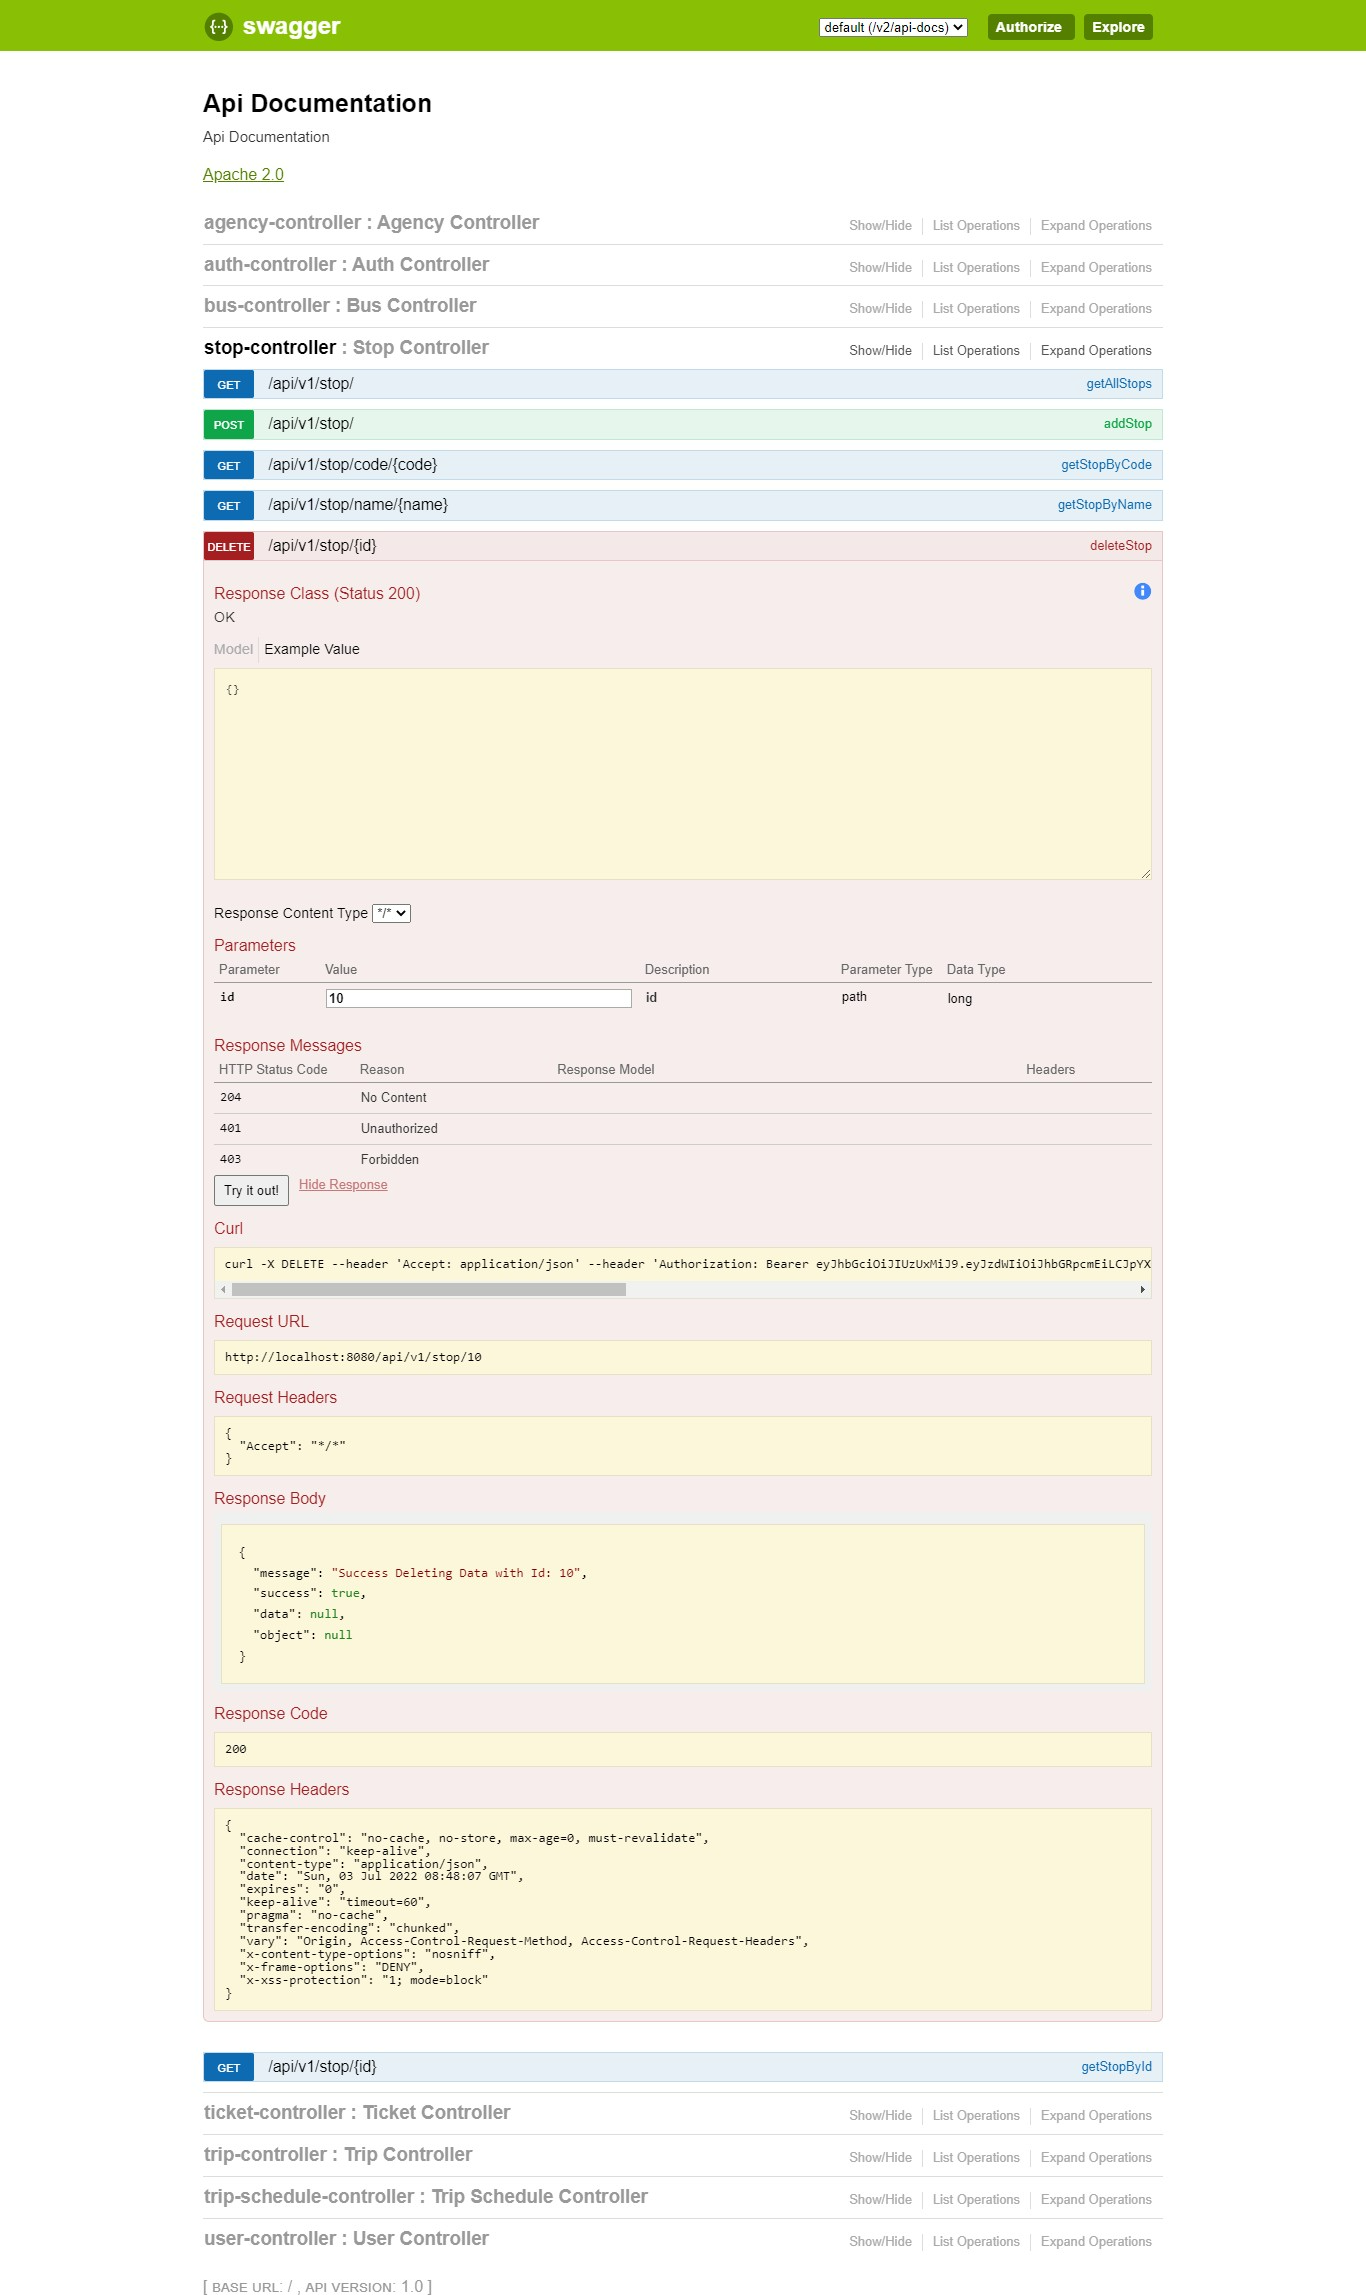 swagger default (/v2/api-docs) Authorize Explore
Api Documentation
Api Documentation
Apache 2.0
agency-controller : Agency Controller Show/Hide List Operations Expand Operations
auth-controller : Auth Controller Show/Hide List Operations Expand Operations
bus-controller : Bus Controller Show/Hide List Operations Expand Operations
stop-controller : Stop Controller Show/Hide List Operations Expand Operations
GET /api/v1/stop/ getAllStops
POST /api/v1/stop/ addStop
GET /api/v1/stop/code/{code} getStopByCode
GET /api/v1/stop/name/{name} getStopByName
DELETE /api/v1/stop/{id} deleteStop
Response Class (Status 200)
OK
Model Example Value
{}
Response Content Type */*
Parameters
Parameter Value Description Parameter Type Data Type
id 10 id path long
Response Messages
HTTP Status Code Reason Response Model Headers
204 No Content
401 Unauthorized
403 Forbidden
Try it out! Hide Response
Curl
curl -X DELETE --header 'Accept: application/json' --header 'Authorization: Bearer eyJhbGciOiJIUzUxMiJ9.eyJzdWIiOiJhbGRpcmEiLCJpYX
Request URL
http://localhost:8080/api/v1/stop/10
Request Headers
{
"Accept": "*/*"
}
Response Body
{
"message": "Success Deleting Data with Id: 10",
"success": true,
"data": null,
"object": null
}
Response Code
200
Response Headers
{
"cache-control": "no-cache, no-store, max-age=0, must-revalidate",
"connection": "keep-alive",
"content-type": "application/json",
"date": "Sun, 03 Jul 2022 08:48:07 GMT",
"expires": "0",
"keep-alive": "timeout=60",
"pragma": "no-cache",
"transfer-encoding": "chunked",
"vary": "Origin, Access-Control-Request-Method, Access-Control-Request-Headers",
"x-content-type-options": "nosniff",
"x-frame-options": "DENY",
"x-xss-protection": "1; mode=block"
}
GET /api/v1/stop/{id} getStopById
ticket-controller : Ticket Controller Show/Hide List Operations Expand Operations
trip-controller : Trip Controller Show/Hide List Operations Expand Operations
trip-schedule-controller : Trip Schedule Controller Show/Hide List Operations Expand Operations
user-controller : User Controller Show/Hide List Operations Expand Operations
[ BASE URL: / , API VERSION: 1.0 ]